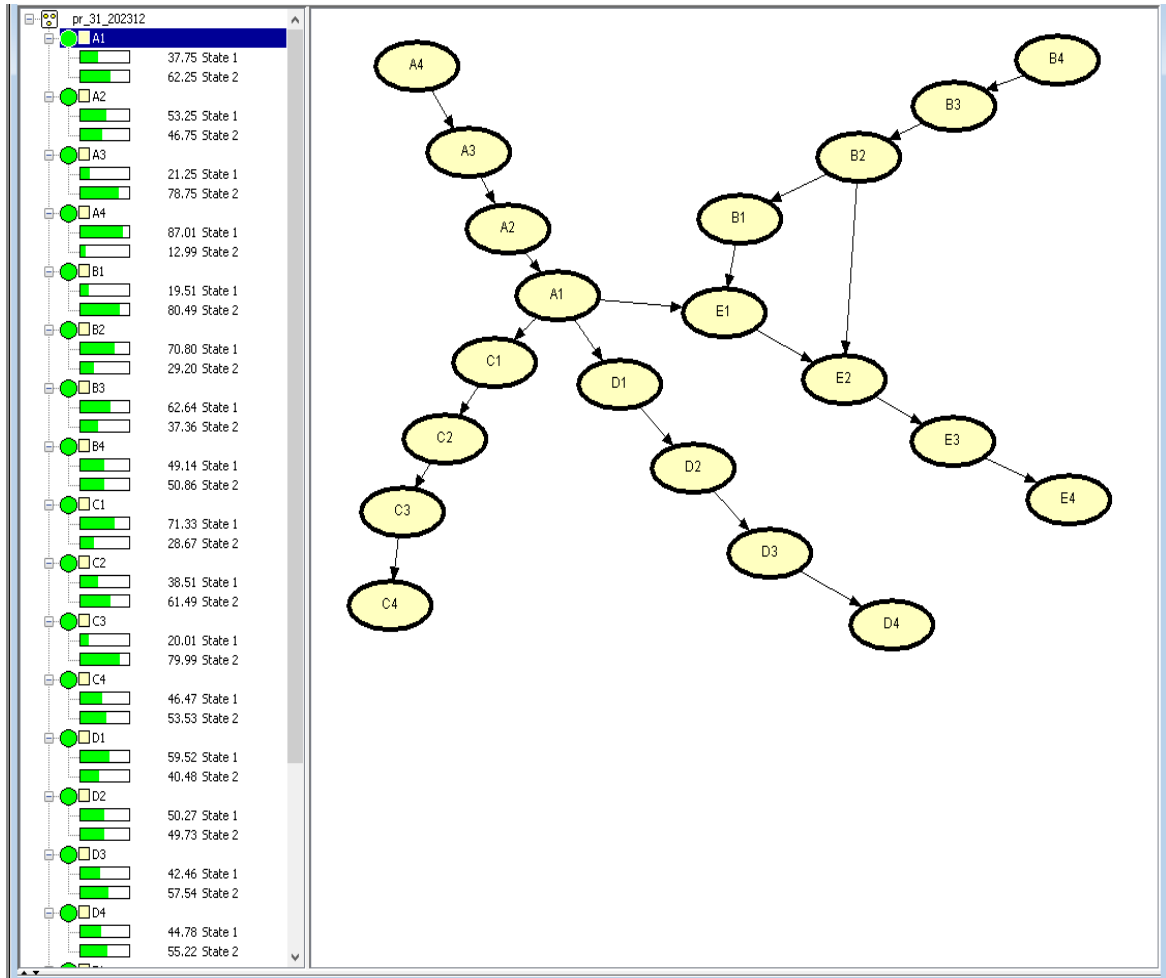 pr_31_202312
A1
37.75 State 1
62.25 State 2
A2
53.25 State 1
46.75 State 2
A3
21.25 State 1
78.75 State 2
A4
87.01 State 1
12.99 State 2
B1
19.51 State 1
80.49 State 2
B2
70.80 State 1
29.20 State 2
B3
62.64 State 1
37.36 State 2
B4
49.14 State 1
50.86 State 2
C1
71.33 State 1
28.67 State 2
C2
38.51 State 1
61.49 State 2
C3
20.01 State 1
79.99 State 2
C4
46.47 State 1
53.53 State 2
D1
59.52 State 1
40.48 State 2
D2
50.27 State 1
49.73 State 2
D3
42.46 State 1
57.54 State 2
D4
44.78 State 1
55.22 State 2
A4
B4
B3
A3
B2
B1
A2
A1
E1
C1
D1
E2
C2
E3
D2
E4
C3
D3
C4
D4